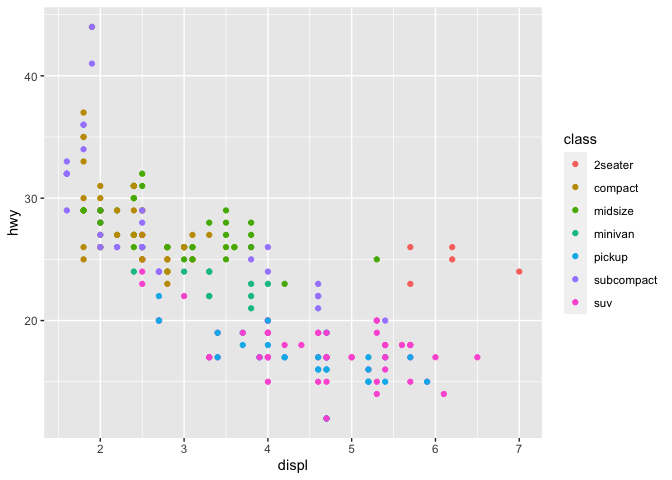 hwy
40
30
20
2
3
4
5
6
7
displ
class
2seater
compact
midsize
minivan
pickup
subcompact
suv